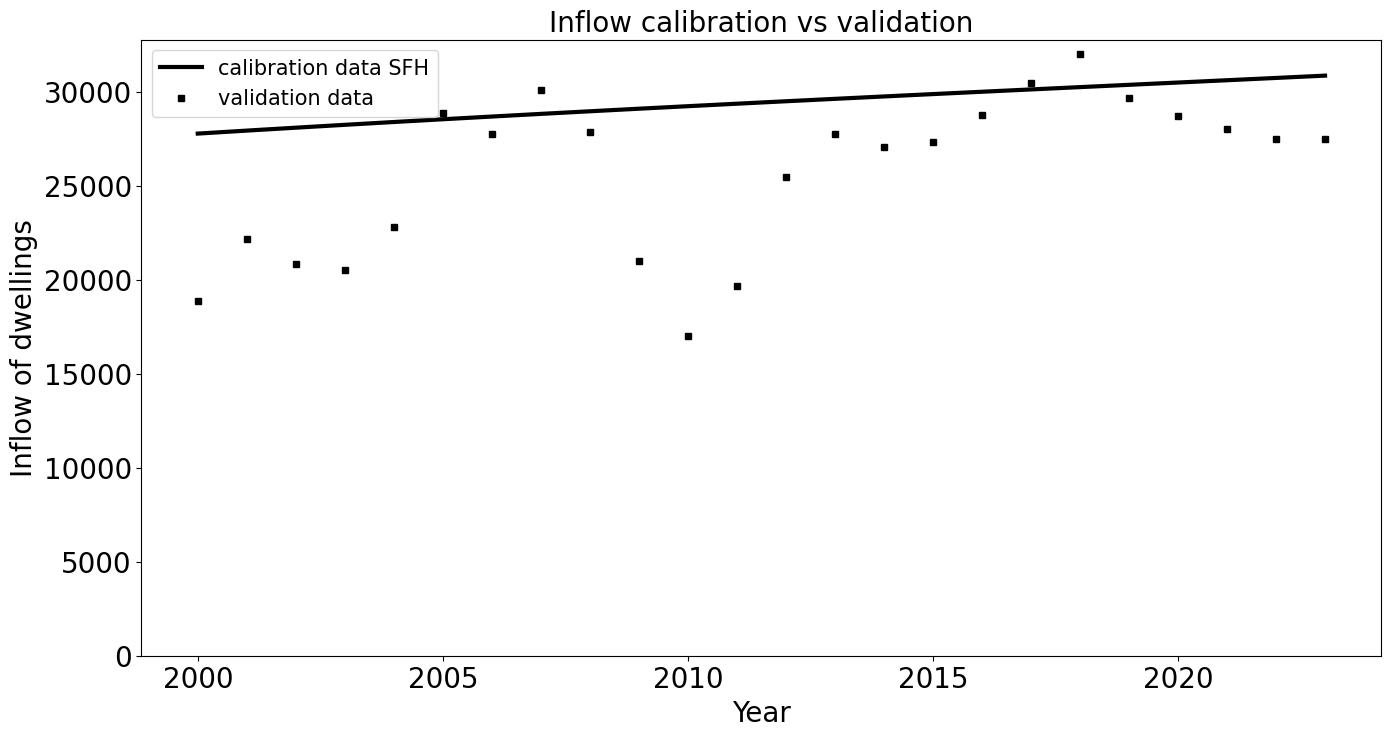 Inflow calibration vs validation
calibration data SFH
validation data
30000
25000
20000
15000
10000
5000
0
Inflow of dwellings
2000 2005 2010 2015 2020
Year